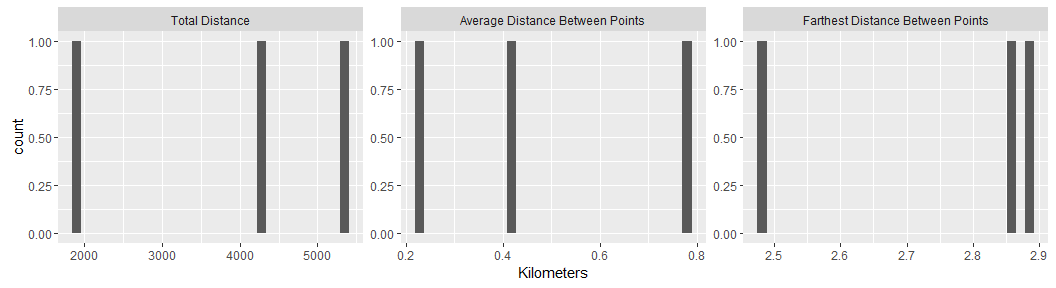 Total Distance
Average Distance Between Points
Farthest Distance Between Points
count
1.00
0.75
0.50
0.25
0.00
1.00
0.75
0.50
0.25
0.00
1.00
0.75
0.50
0.25
0.00
2000 3000 4000 5000
0.2 0.4 0.6 0.8
2.5 2.6 2.7 2.8 2.9
Kilometers